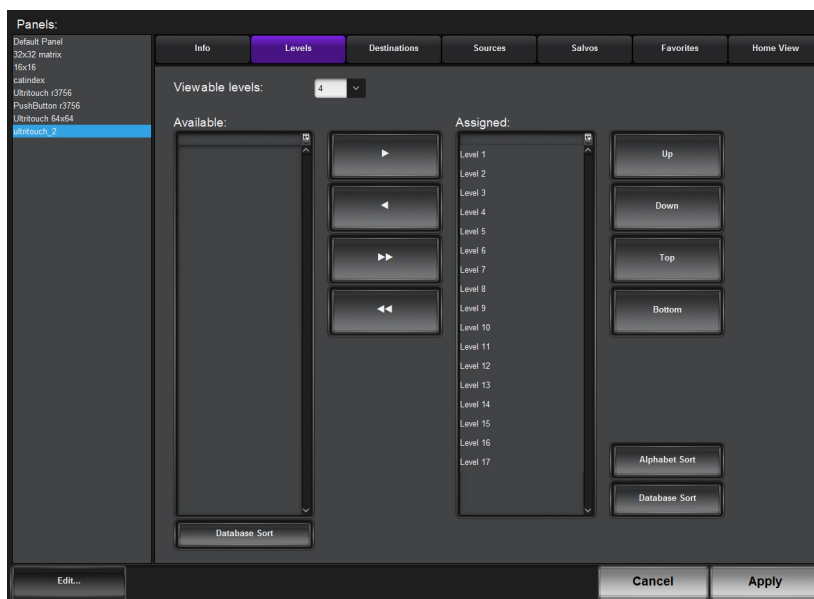 Panels:
Default Panel
32x32 matrix
16x16
catindex
Ultritouch r3756
PushButton r3756
Ultritouch 64x64
ultritouch_2
Info
Levels
Destinations
Sources
Salvos
Favorites
Home View
Viewable levels:
4
Available:
Assigned:
Level 1
Level 2
Level 3
Level 4
Level 5
Level 6
Level 7
Level 8
Level 9
Level 10
Level 11
Level 12
Level 13
Level 14
Level 15
Level 16
Level 17
Up
Down
Top
Bottom
Alphabet Sort
Database Sort
Database Sort
Edit...
Cancel
Apply